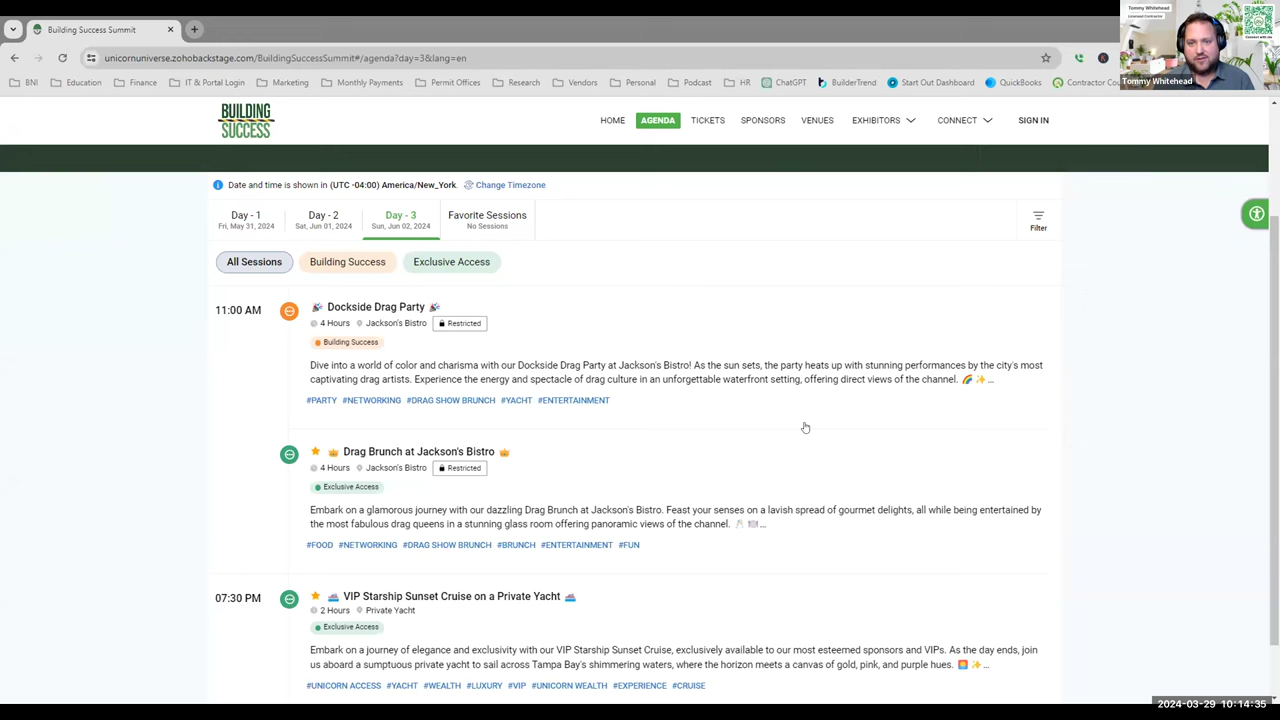 Building Success Summit
unicornuniverse.zohobackstage.com/BuildingSuccessSummit#/agenda?day=3&lang=en
BNI Education Finance IT & Portal Login Marketing Monthly Payments Permit Offices Research Vendors Personal Podcast HR ChatGPT BuilderTrend Start Out Dashboard QuickBooks Contractor Cou
Tommy Whitehead
Licensed Contractor
Connect with me
Tommy Whitehead
BUILDING
SUCCESS
HOME AGENDA TICKETS SPONSORS VENUES EXHIBITORS CONNECT SIGN IN
Date and time is shown in (UTC -04:00) America/New_York. Change Timezone
Day - 1 Day - 2 Day - 3 Favorite Sessions
Fri, May 31, 2024 Sat, Jun 01, 2024 Sun, Jun 02, 2024 No Sessions
Filter
All Sessions Building Success Exclusive Access
11:00 AM 🎉 Dockside Drag Party 🎉
4 Hours Jackson's Bistro Restricted
Building Success
Dive into a world of color and charisma with our Dockside Drag Party at Jackson's Bistro! As the sun sets, the party heats up with stunning performances by the city's most
captivating drag artists. Experience the energy and spectacle of drag culture in an unforgettable waterfront setting, offering direct views of the channel. 🌈 ✨ ...
#PARTY #NETWORKING #DRAG SHOW BRUNCH #YACHT #ENTERTAINMENT
👑 Drag Brunch at Jackson's Bistro 👑
4 Hours Jackson's Bistro Restricted
Exclusive Access
Embark on a glamorous journey with our dazzling Drag Brunch at Jackson's Bistro. Feast your senses on a lavish spread of gourmet delights, all while being entertained by
the most fabulous drag queens in a stunning glass room offering panoramic views of the channel. 🥂 🍽️ ...
#FOOD #NETWORKING #DRAG SHOW BRUNCH #BRUNCH #ENTERTAINMENT #FUN
07:30 PM 🛥️ VIP Starship Sunset Cruise on a Private Yacht 🛥️
2 Hours Private Yacht
Exclusive Access
Embark on a journey of elegance and exclusivity with our VIP Starship Sunset Cruise, exclusively available to our most esteemed sponsors and VIPs. As the day ends, join
us aboard a sumptuous private yacht to sail across Tampa Bay's shimmering waters, where the horizon meets a canvas of gold, pink, and purple hues. 🌅 ✨ ...
#UNICORN ACCESS #YACHT #WEALTH #LUXURY #VIP #UNICORN WEALTH #EXPERIENCE #CRUISE
2024-03-29 10:14:35